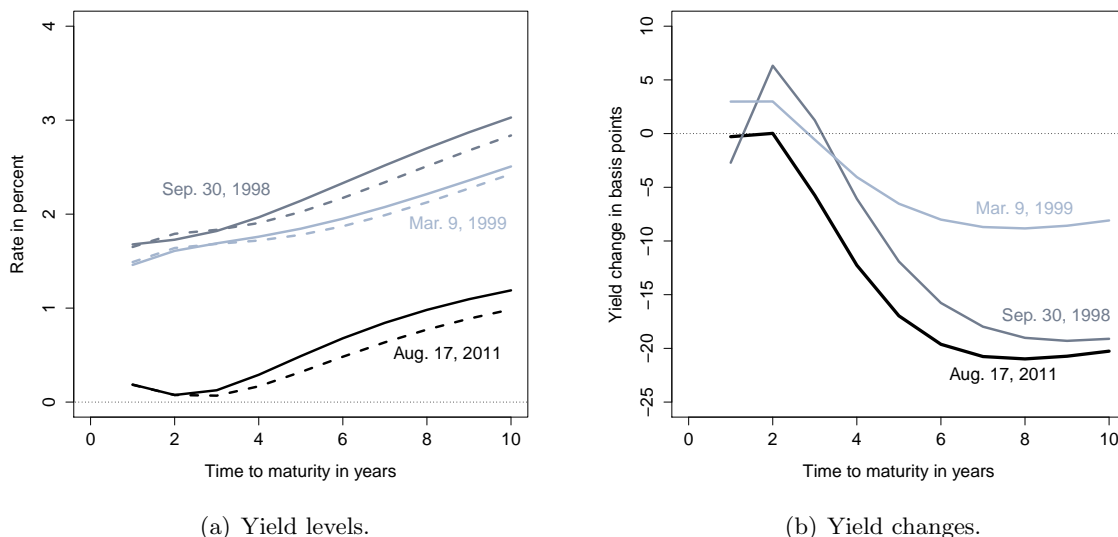 4
3
2
1
0
Rate in percent
Sep. 30, 1998
Mar. 9, 1999
Aug. 17, 2011
0 2 4 6 8 10
Time to maturity in years
(a) Yield levels.
10
5
0
−5
−10
−15
−20
−25
Yield change in basis points
Mar. 9, 1999
Sep. 30, 1998
Aug. 17, 2011
0 2 4 6 8 10
Time to maturity in years
(b) Yield changes.